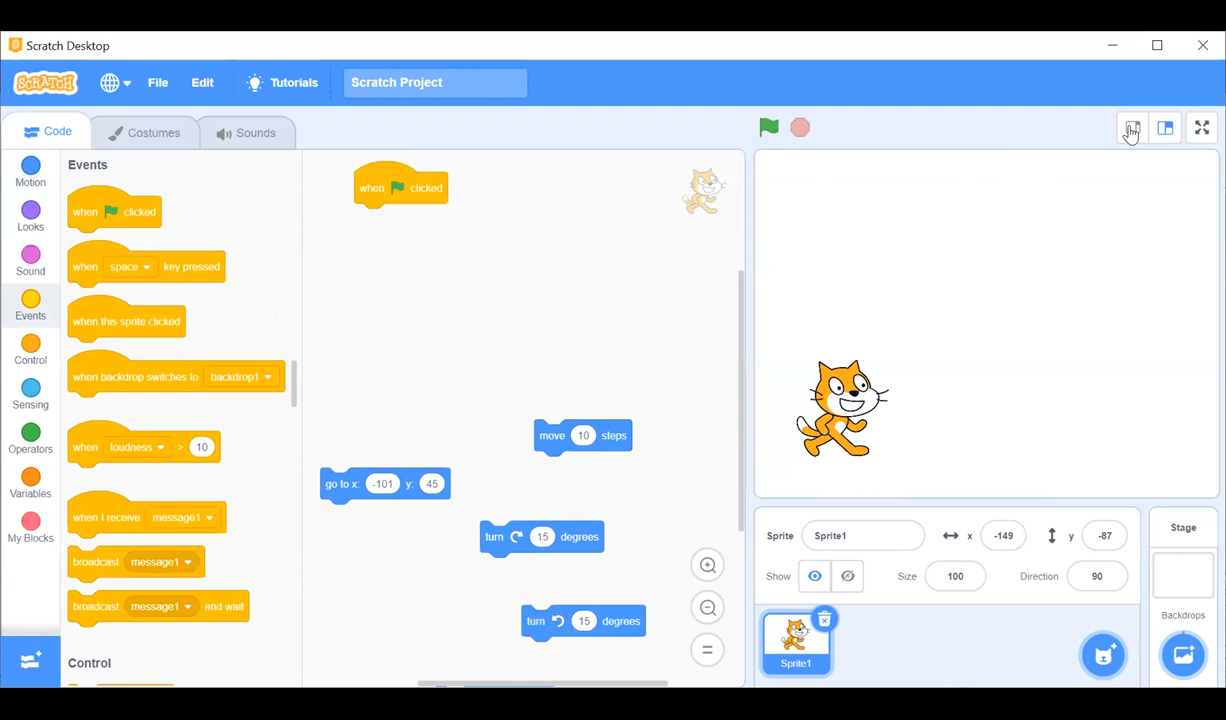 Scratch Desktop
SCRATCH File Edit Tutorials Scratch Project
Code Costumes Sounds
Motion
Looks
Sound
Events
Control
Sensing
Operators
Variables
My Blocks
Events
when clicked
when space key pressed
when this sprite clicked
when backdrop switches to backdrop1
when loudness > 10
when I receive message1
broadcast message1
broadcast message1 and wait
Control
when clicked
move 10 steps
go to x: -101 y: 45
turn 15 degrees
turn 15 degrees
Sprite Sprite1 x -149 y -87
Show Size 100 Direction 90
Sprite1
Stage
Backdrops